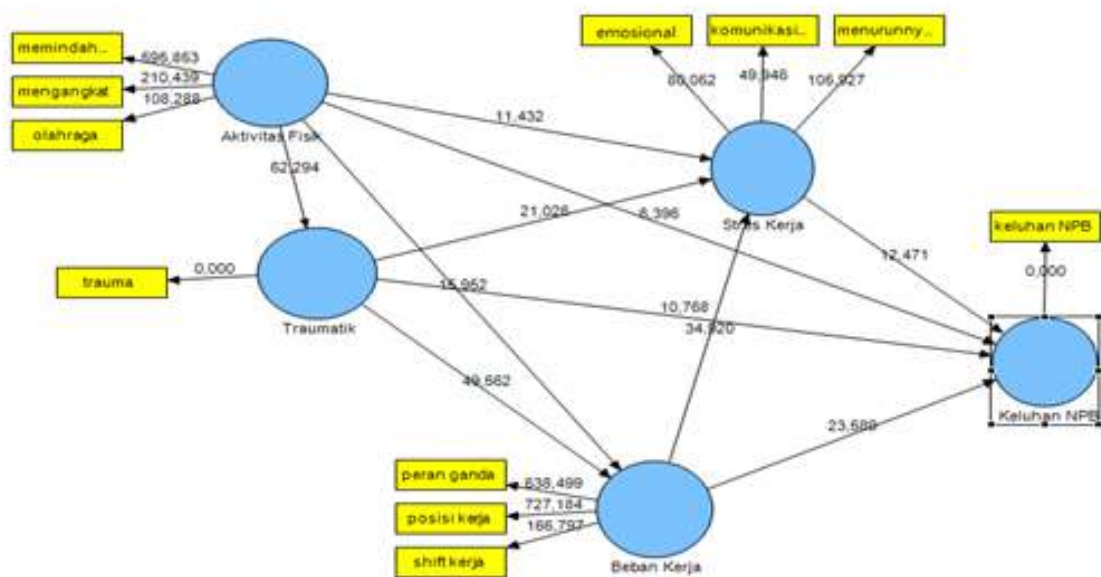 memindah...
595,863
mengangkat
210,439
olahraga
108,288
Aktivitas Fisik
emosional
komunikasi...
menurunny...
80,062
49,946
106,927
11,432
62,294
21,026
6,396
Stres Kerja
keluhan NPB
0,000
12,471
trauma
0,000
Traumatik
15,952
10,768
34,920
Keluhan NPB
49,562
23,588
peran ganda
638,499
posisi kerja
727,184
shift kerja
166,797
Beban Kerja